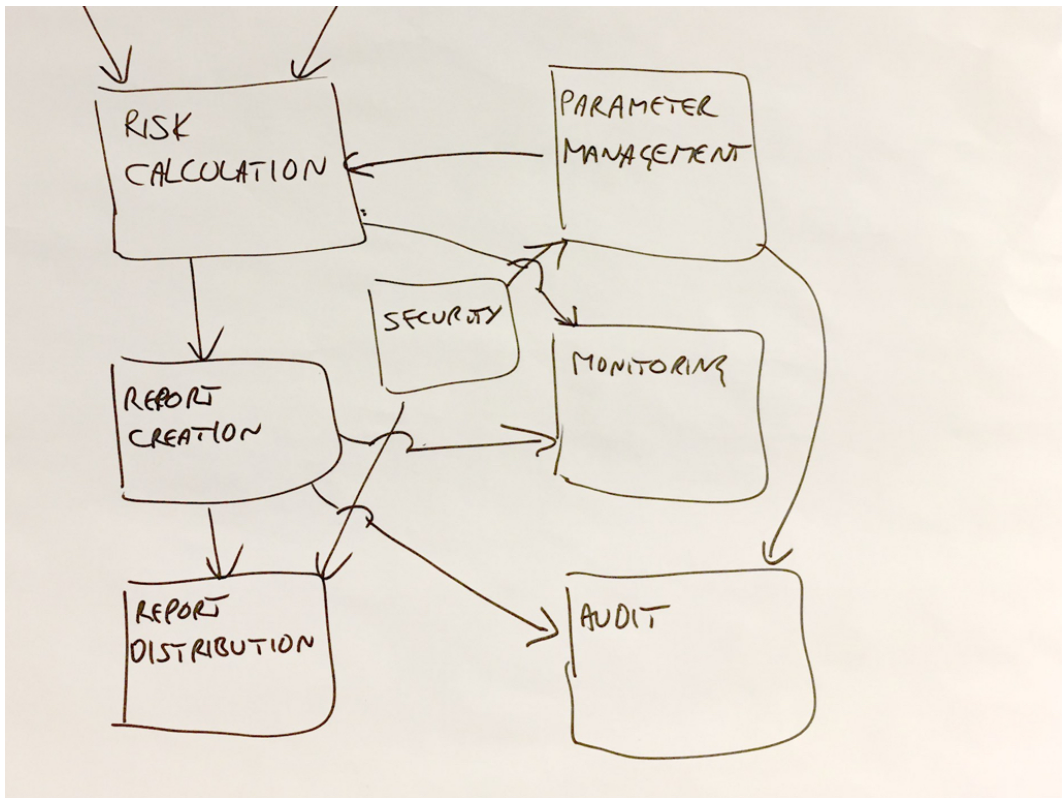 RISK
CALCULATION
PARAMETER
MANAGEMENT
SECURITY
MONITORING
REPORT
CREATION
REPORT
DISTRIBUTION
AUDIT